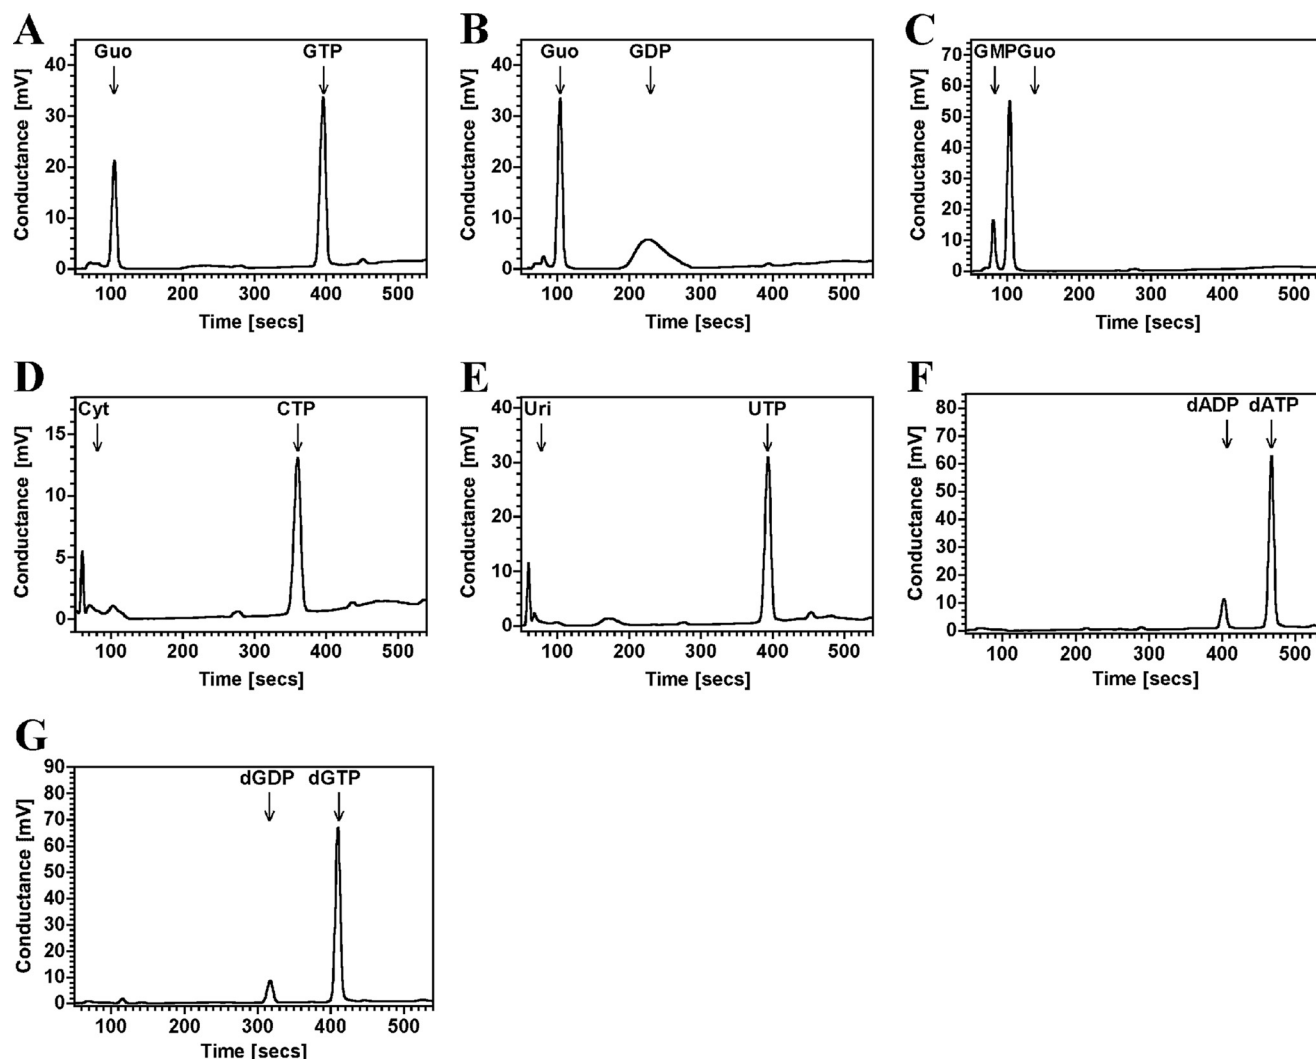 A
Guo GTP
Conductance [mV]
40
30
20
10
0
100 200 300 400 500
Time [secs]
B
Guo GDP
Conductance [mV]
40
30
20
10
0
100 200 300 400 500
Time [secs]
C
GMPGuo
Conductance [mV]
70
60
50
40
30
20
10
0
100 200 300 400 500
Time [secs]
D
Cyt CTP
Conductance [mV]
15
10
5
0
100 200 300 400 500
Time [secs]
E
Uri UTP
Conductance [mV]
40
30
20
10
0
100 200 300 400 500
Time [secs]
F
dADP dATP
Conductance [mV]
80
70
60
50
40
30
20
10
0
100 200 300 400 500
Time [secs]
G
dGDP dGTP
Conductance [mV]
90
80
70
60
50
40
30
20
10
0
100 200 300 400 500
Time [secs]